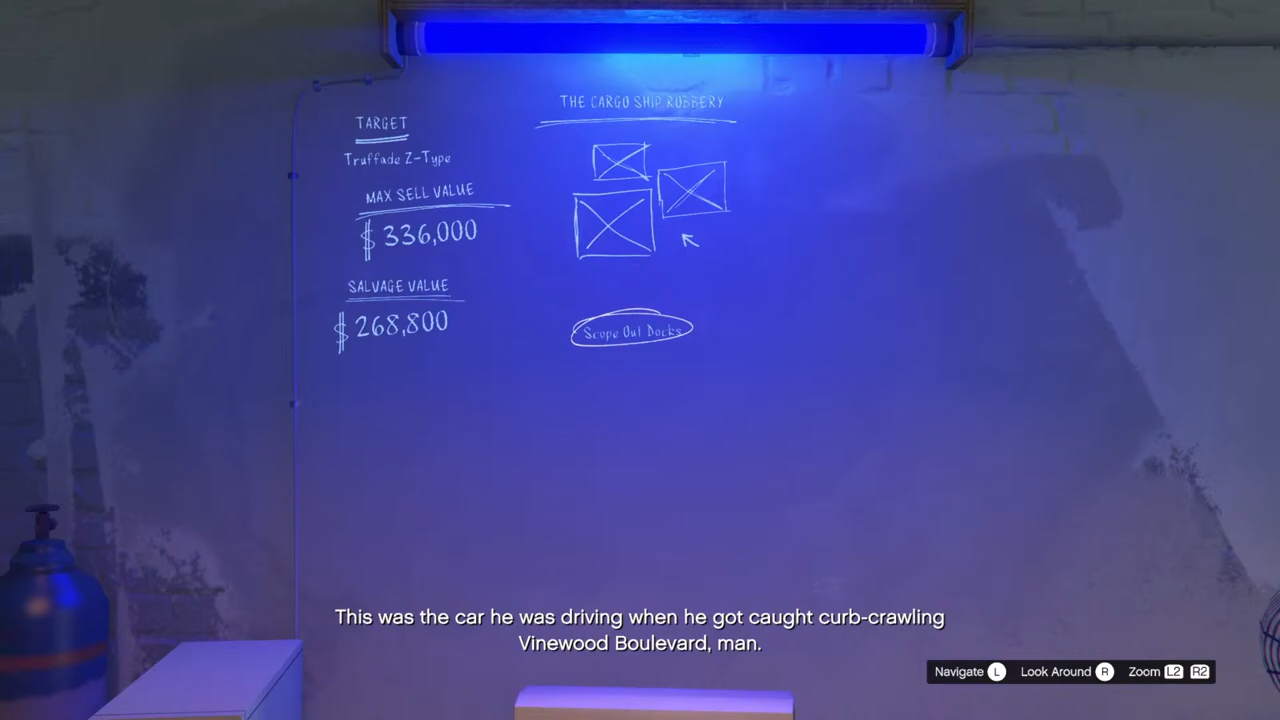 THE CARGO SHIP ROBBERY
TARGET
Truffade Z-Type
MAX SELL VALUE
$ 336,000
SALVAGE VALUE
$ 268,800
Scope Out Docks
This was the car he was driving when he got caught curb-crawling
Vinewood Boulevard, man.
Navigate L Look Around R Zoom L2 R2